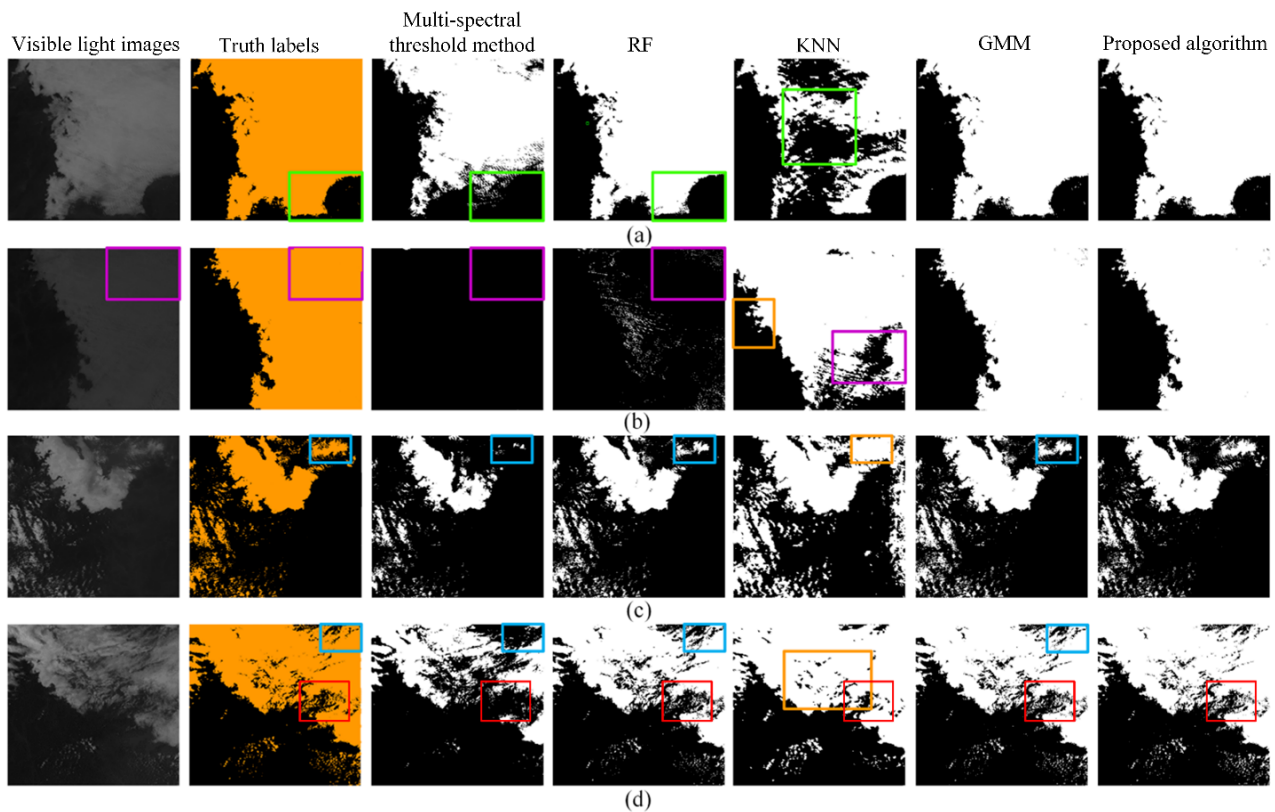 Visible light images
Truth labels
Multi-spectral
threshold method
RF
KNN
GMM
Proposed algorithm
(a)
(b)
(c)
(d)